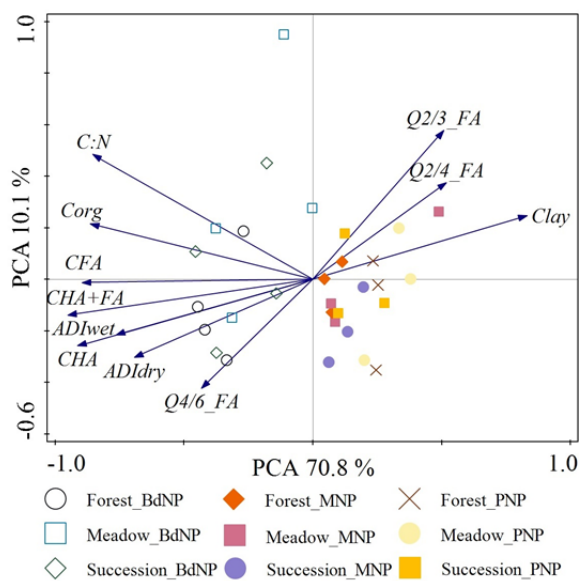 1.0
Q2/3_FA
C:N
Q2/4_FA
Corg
Clay
CFA
CHA+FA
ADIwet
CHA
ADIdry
Q4/6_FA
PCA 10.1 %
-0.6
-1.0
PCA 70.8 %
1.0
Forest_BdNP Forest_MNP Forest_PNP
Meadow_BdNP Meadow_MNP Meadow_PNP
Succession_BdNP Succession_MNP Succession_PNP